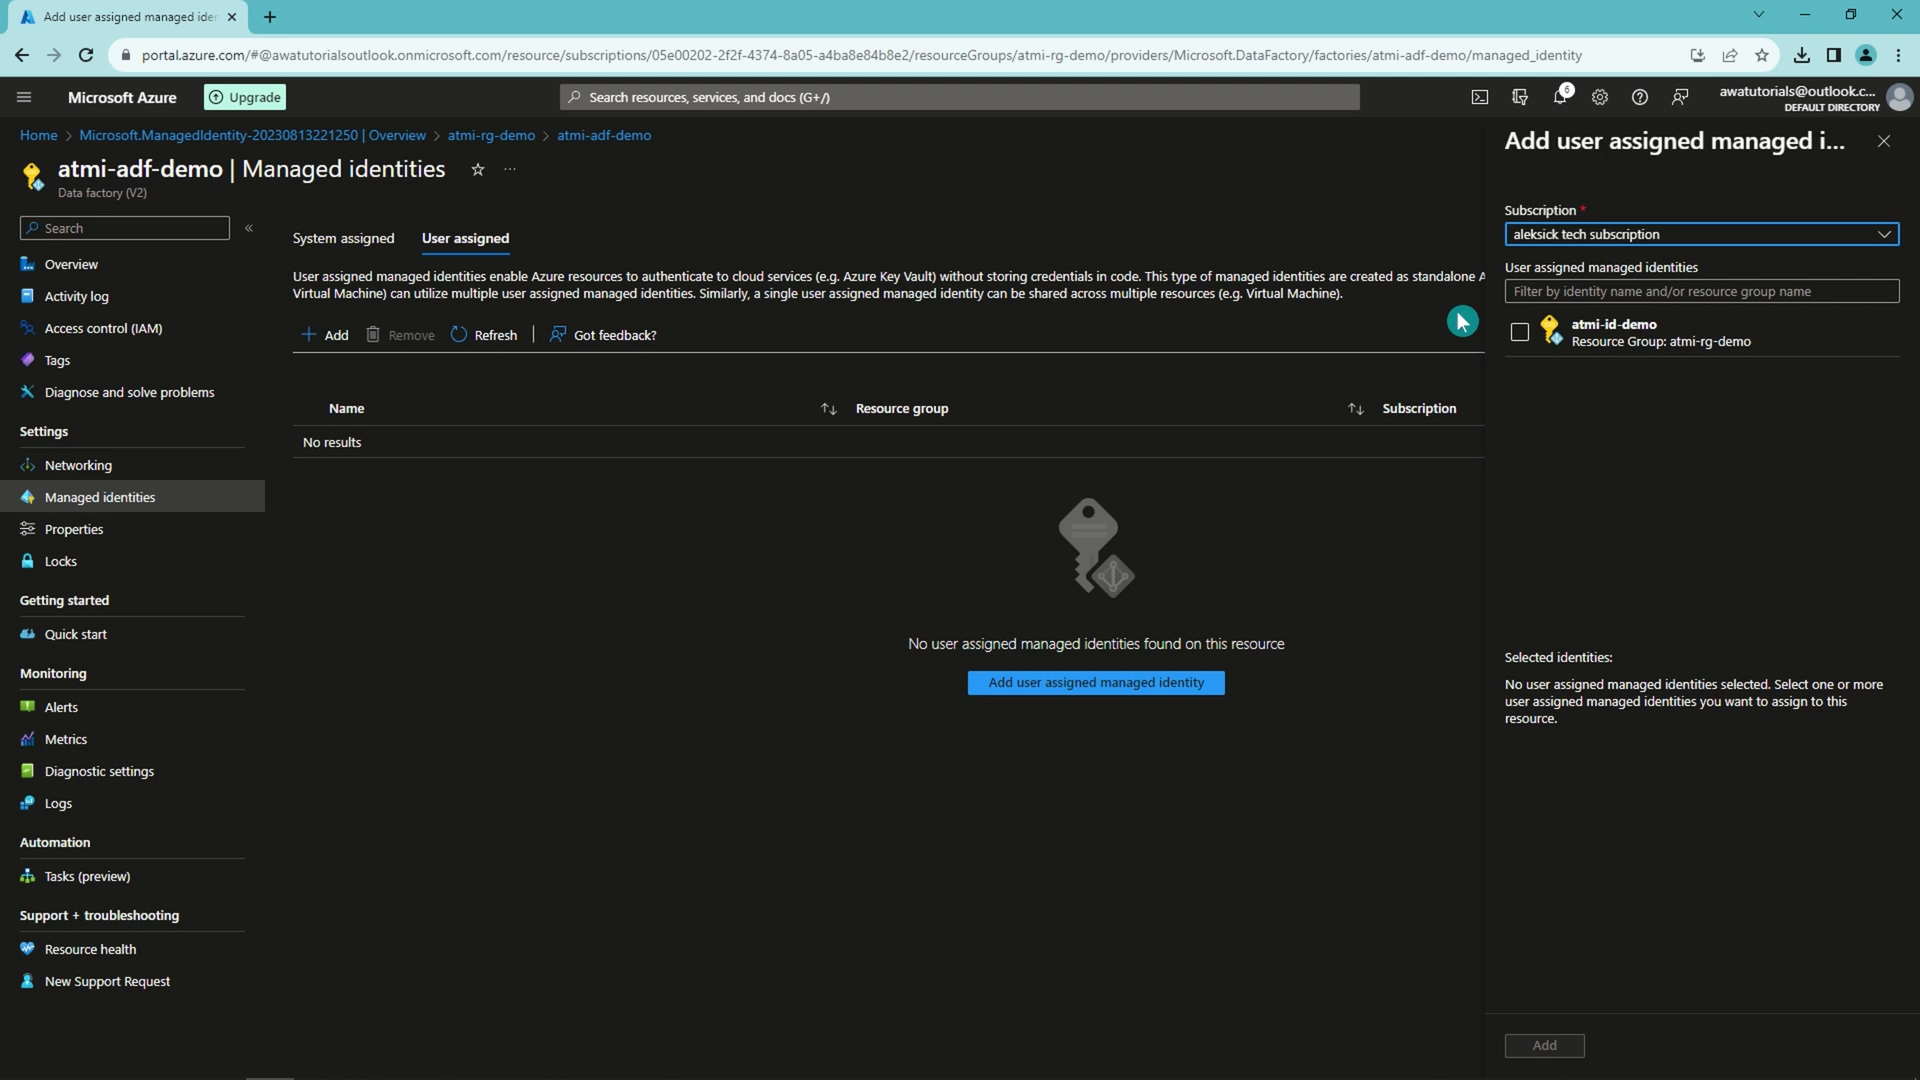 Add user assigned managed ider
portal.azure.com/#@awatutorialsoutlook.onmicrosoft.com/resource/subscriptions/05e00202-2f2f-4374-8a05-a4ba8e84b8e2/resourceGroups/atmi-rg-demo/providers/Microsoft.DataFactory/factories/atmi-adf-demo/managed_identity
Microsoft Azure
Upgrade
Search resources, services, and docs (G+/)
6
awatutorials@outlook.c...
DEFAULT DIRECTORY
Home > Microsoft.ManagedIdentity-20230813221250 | Overview > atmi-rg-demo > atmi-adf-demo
atmi-adf-demo | Managed identities
Data factory (V2)
Search
Overview
Activity log
Access control (IAM)
Tags
Diagnose and solve problems
Settings
Networking
Managed identities
Properties
Locks
Getting started
Quick start
Monitoring
Alerts
Metrics
Diagnostic settings
Logs
Automation
Tasks (preview)
Support + troubleshooting
Resource health
New Support Request
System assigned
User assigned
User assigned managed identities enable Azure resources to authenticate to cloud services (e.g. Azure Key Vault) without storing credentials in code. This type of managed identities are created as standalone A
Virtual Machine) can utilize multiple user assigned managed identities. Similarly, a single user assigned managed identity can be shared across multiple resources (e.g. Virtual Machine).
Add Remove Refresh | Got feedback?
Name Resource group Subscription
No results
No user assigned managed identities found on this resource
Add user assigned managed identity
Add user assigned managed i...
Subscription *
aleksick tech subscription
User assigned managed identities
Filter by identity name and/or resource group name
atmi-id-demo
Resource Group: atmi-rg-demo
Selected identities:
No user assigned managed identities selected. Select one or more
user assigned managed identities you want to assign to this
resource.
Add